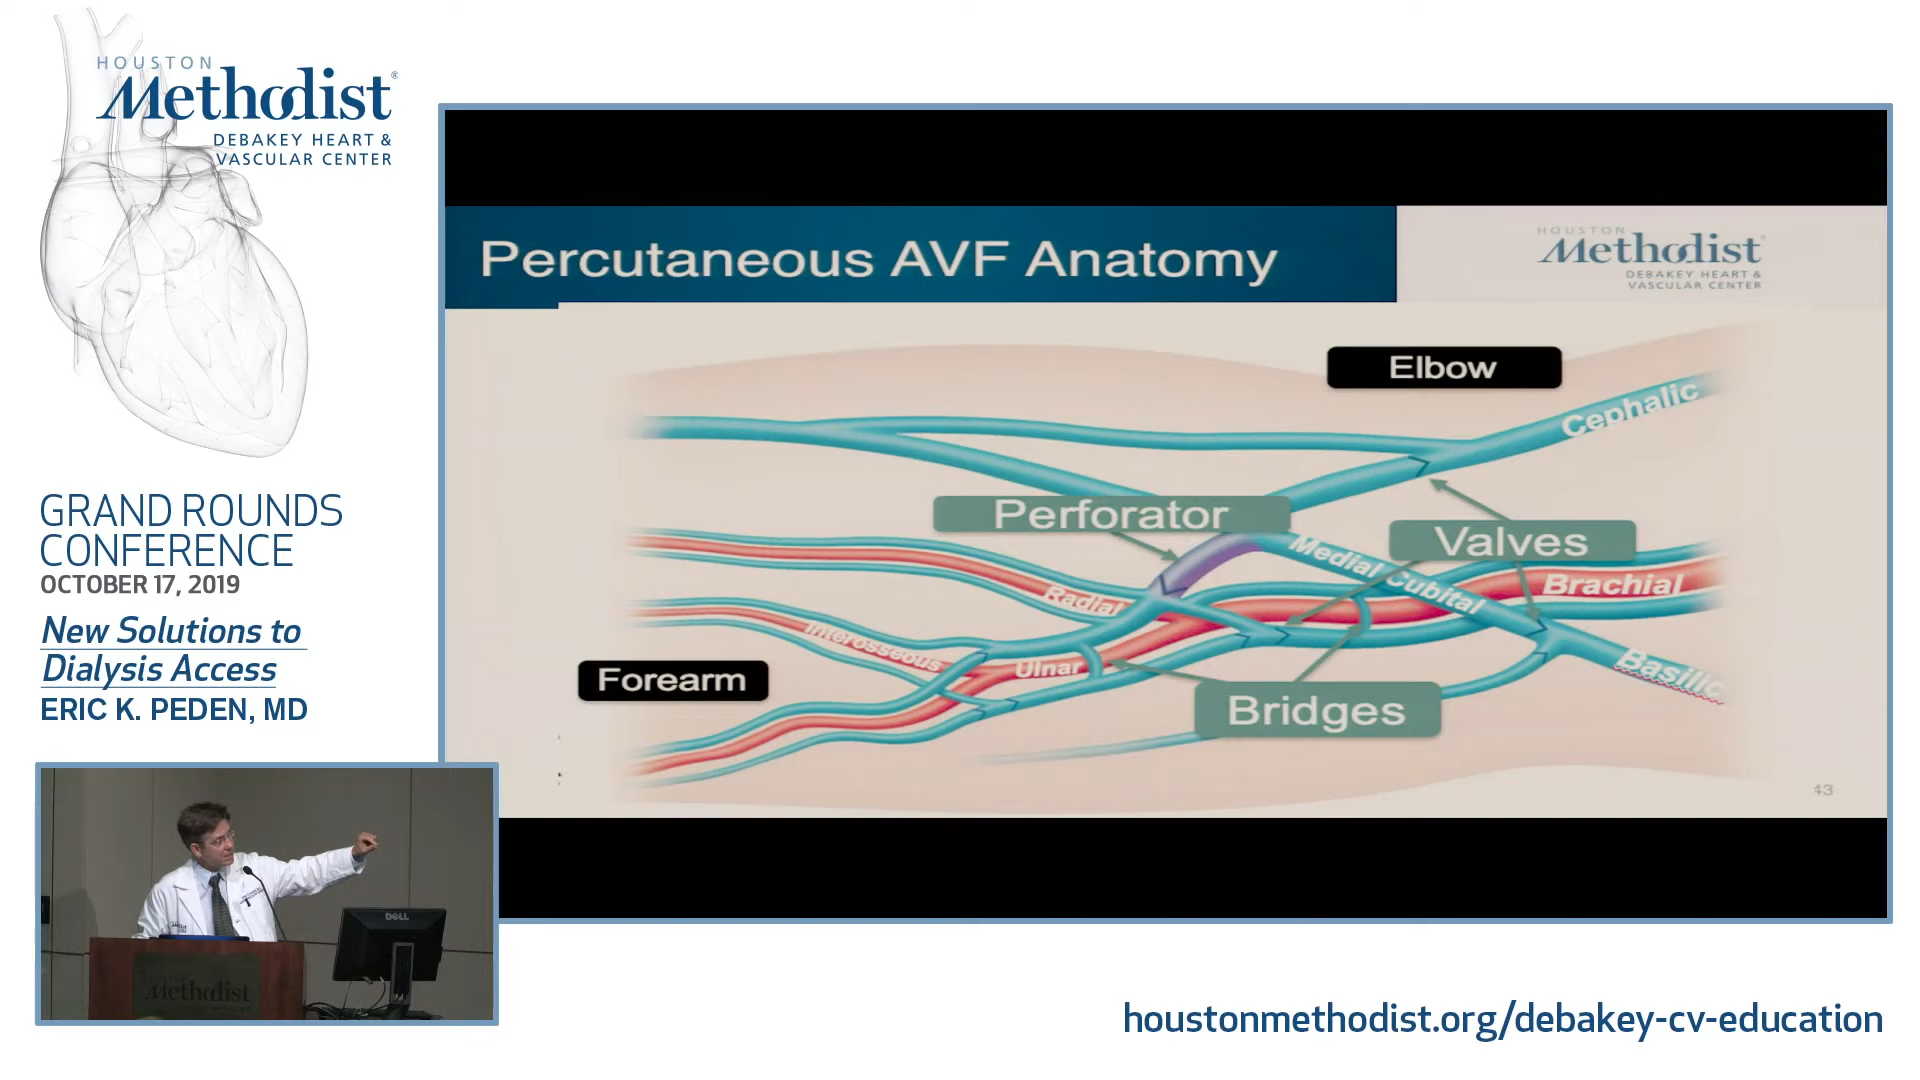 HOUSTON
Methodist®
DEBAKEY HEART &
VASCULAR CENTER
GRAND ROUNDS
CONFERENCE
OCTOBER 17, 2019
New Solutions to
Dialysis Access
ERIC K. PEDEN, MD
Percutaneous AVF Anatomy
HOUSTON
Methodist
DEBAKEY HEART &
VASCULAR CENTER
Elbow
Cephalic
Perforator
Valves
Medial Cubital
Brachial
Radial
Interosseous
Ulnar
Forearm
Basilic
Bridges
43
DELL
Methodist
houstonmethodist.org/debakey-cv-education